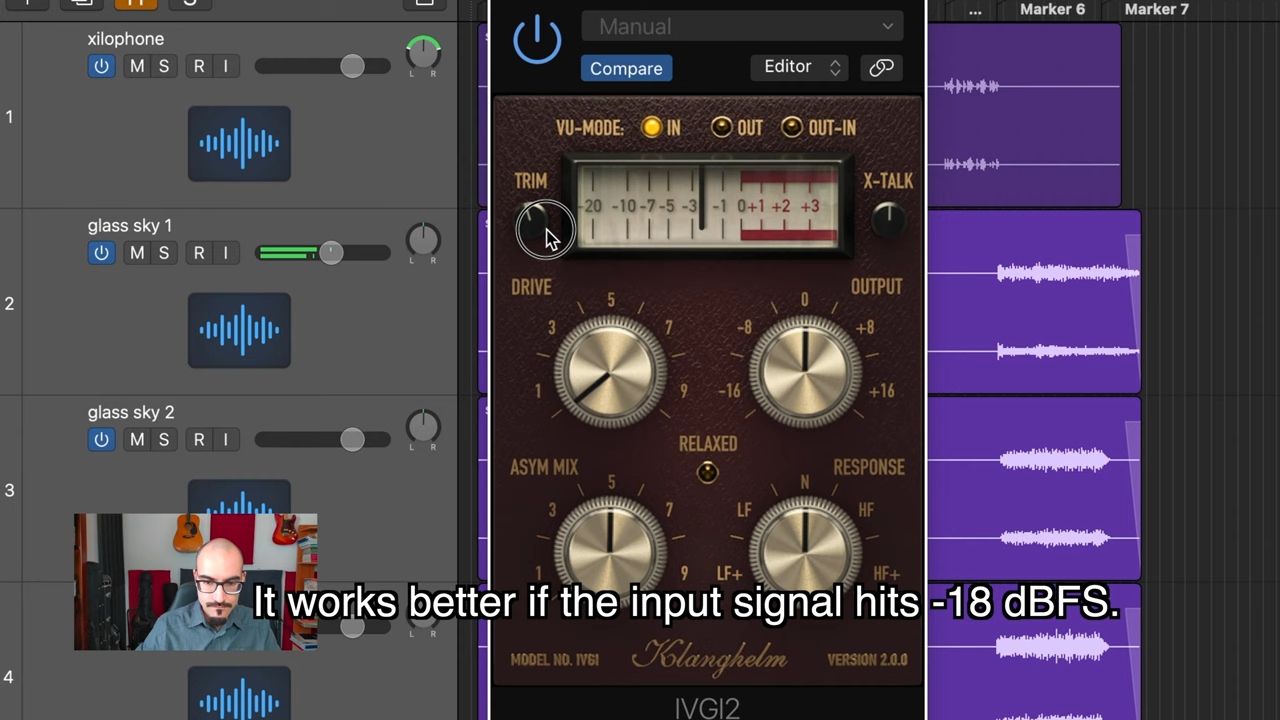 ...
Marker 6
Marker 7
Manual
Compare
Editor
xilophone
M S R I
L R
1
VU-MODE: IN OUT OUT-IN
TRIM
X-TALK
-20 -10 -7 -5 -3 -1 0 +1 +2 +3
glass sky 1
M S R I
L R
2
DRIVE
OUTPUT
1 3 5 7 9
-16 -8 0 +8 +16
glass sky 2
M S R I
L R
3
RELAXED
ASYM MIX
RESPONSE
1 3 5 7 9
LF+ LF N HF HF+
It works better if the input signal hits -18 dBFS.
4
MODEL NO. IVGI
Klanghelm
VERSION 2.0.0
IVGI2